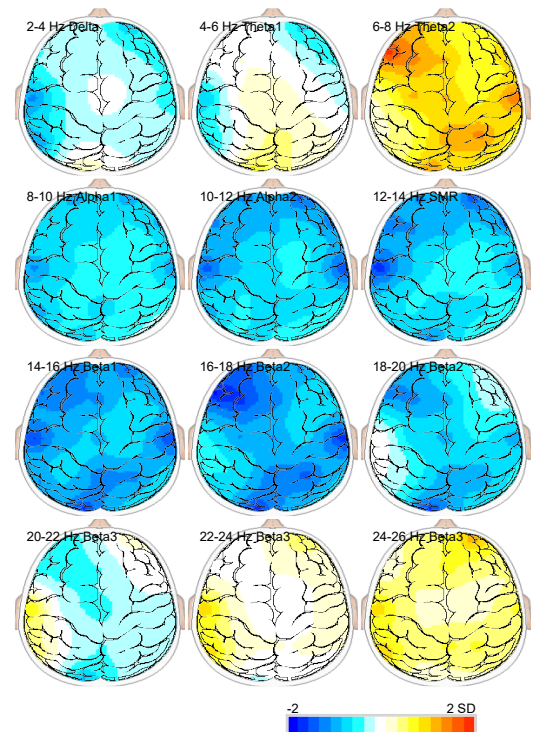 2-4 Hz Delta
4-6 Hz Theta1
6-8 Hz Theta2
8-10 Hz Alpha1
10-12 Hz Alpha2
12-14 Hz SMR
14-16 Hz Beta1
16-18 Hz Beta2
18-20 Hz Beta2
20-22 Hz Beta3
22-24 Hz Beta3
24-26 Hz Beta3
-2 2 SD